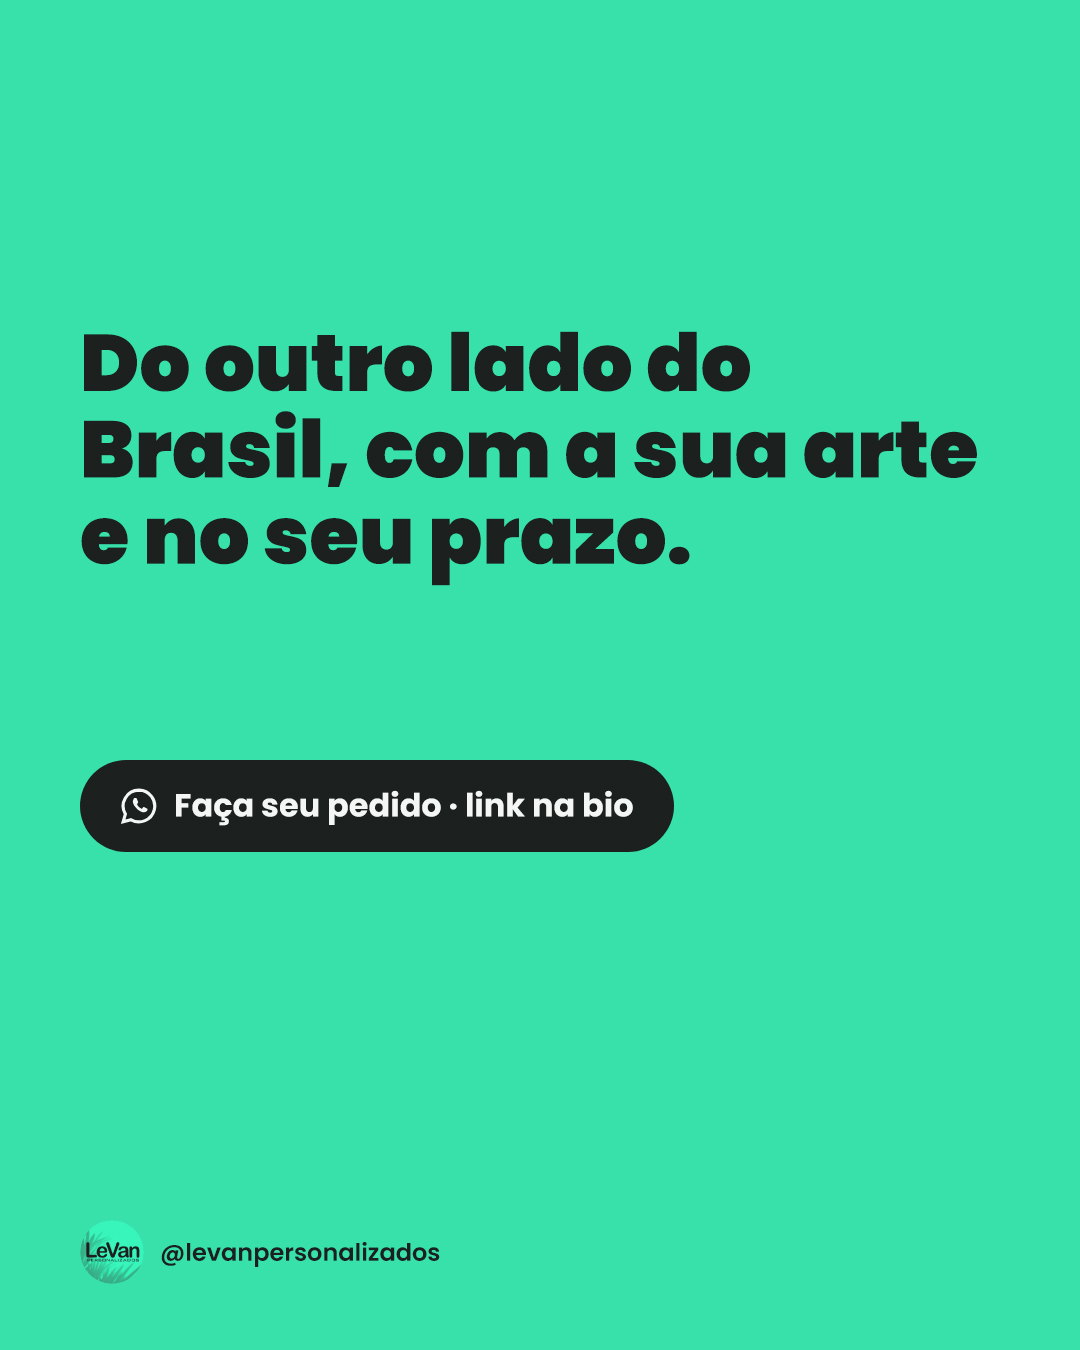 Do outro lado do
Brasil, com a sua arte
e no seu prazo.
Faça seu pedido · link na bio
LeVan
PERSONALIZADOS
@levanpersonalizados